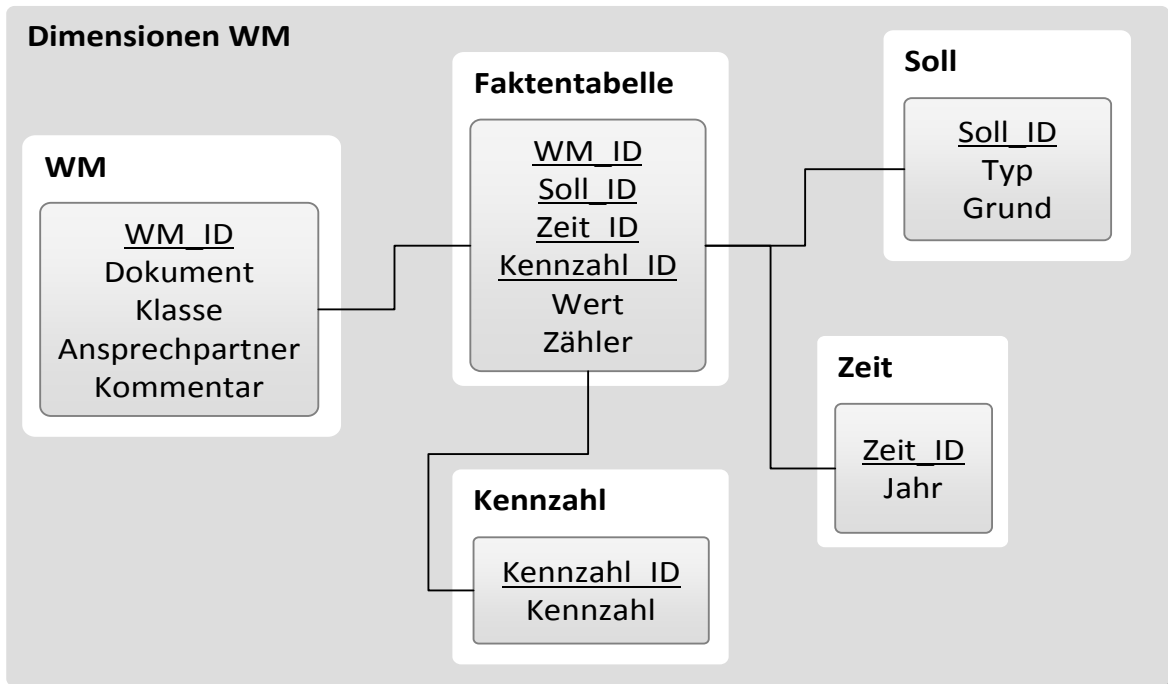 Dimensionen WM
WM
WM_ID
Dokument
Klasse
Ansprechpartner
Kommentar
Faktentabelle
WM_ID
Soll_ID
Zeit_ID
Kennzahl_ID
Wert
Zähler
Soll
Soll_ID
Typ
Grund
Zeit
Zeit_ID
Jahr
Kennzahl
Kennzahl_ID
Kennzahl